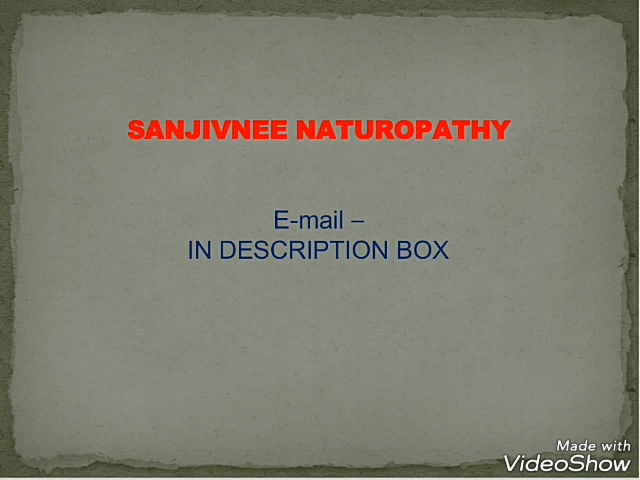 SANJIVNEE NATUROPATHY
E-mail –
IN DESCRIPTION BOX
Made with
VideoShow